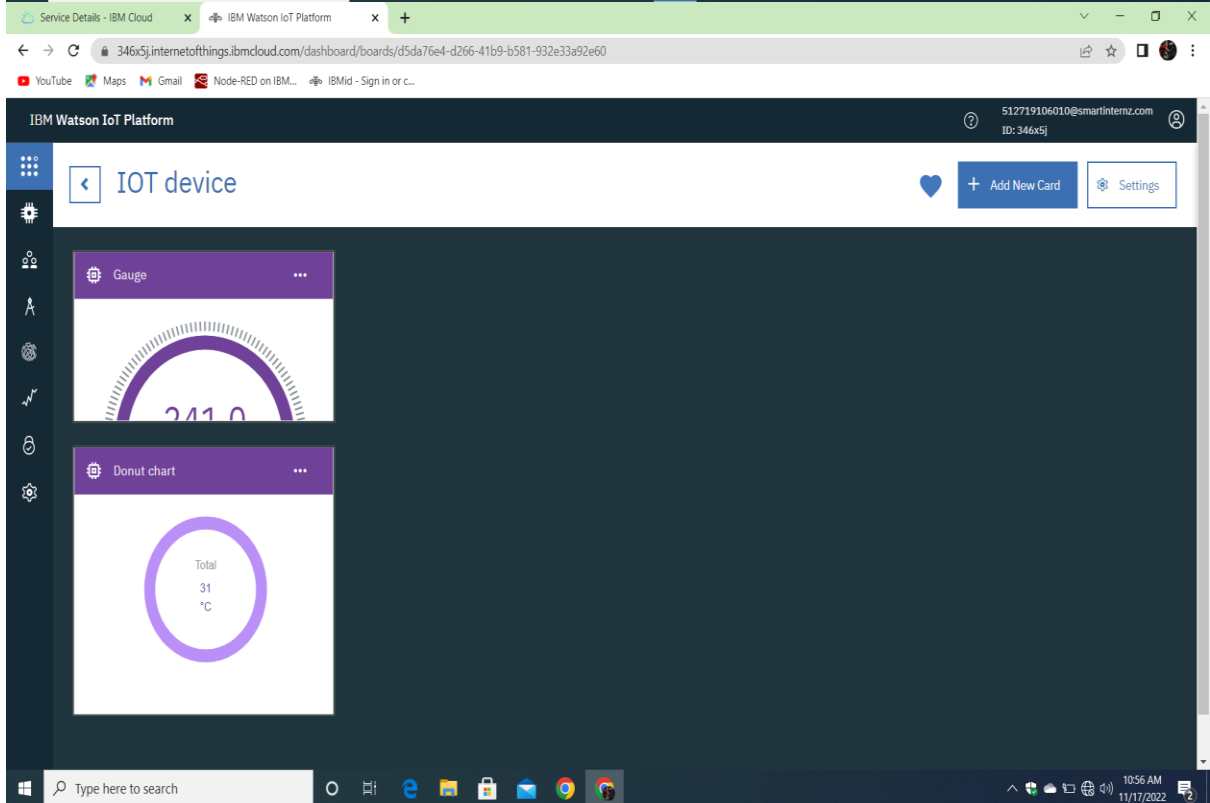 Service Details - IBM Cloud
IBM Watson IoT Platform
346x5j.internetofthings.ibmcloud.com/dashboard/boards/d5da76e4-d266-41b9-b581-932e33a92e60
YouTube Maps Gmail Node-RED on IBM... IBMid - Sign in or c...
IBM Watson IoT Platform
512719106010@smartinternz.com
ID: 346x5j
IOT device
Add New Card
Settings
Gauge
241.0
Donut chart
Total
31
°C
Type here to search
10:56 AM
11/17/2022
2